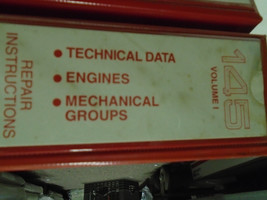 REPAIR
INSTRUCTIONS
• TECHNICAL DATA
• ENGINES
• MECHANICAL
GROUPS
145
VOLUME I